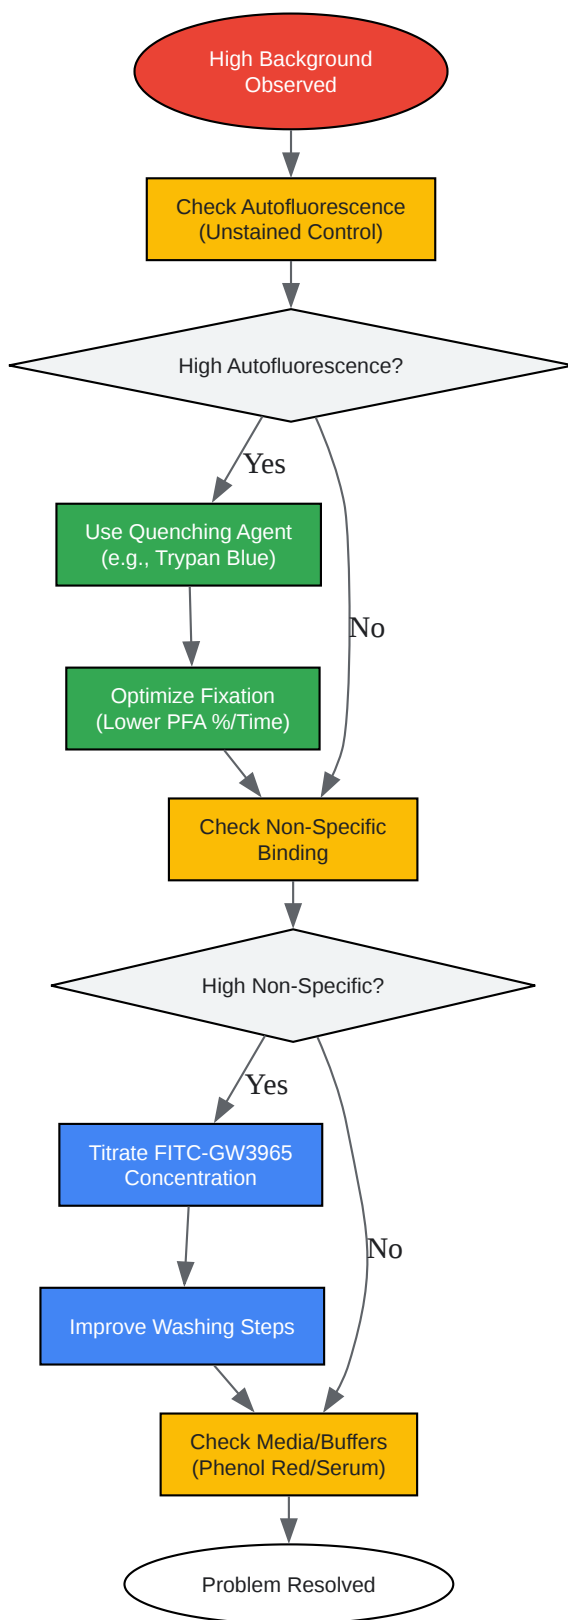 High Background
Observed
Check Autofluorescence
(Unstained Control)
High Autofluorescence?
Yes
Use Quenching Agent
(e.g., Trypan Blue)
No
Optimize Fixation
(Lower PFA %/Time)
Check Non-Specific
Binding
High Non-Specific?
Yes
Titrate FITC-GW3965
Concentration
No
Improve Washing Steps
Check Media/Buffers
(Phenol Red/Serum)
Problem Resolved